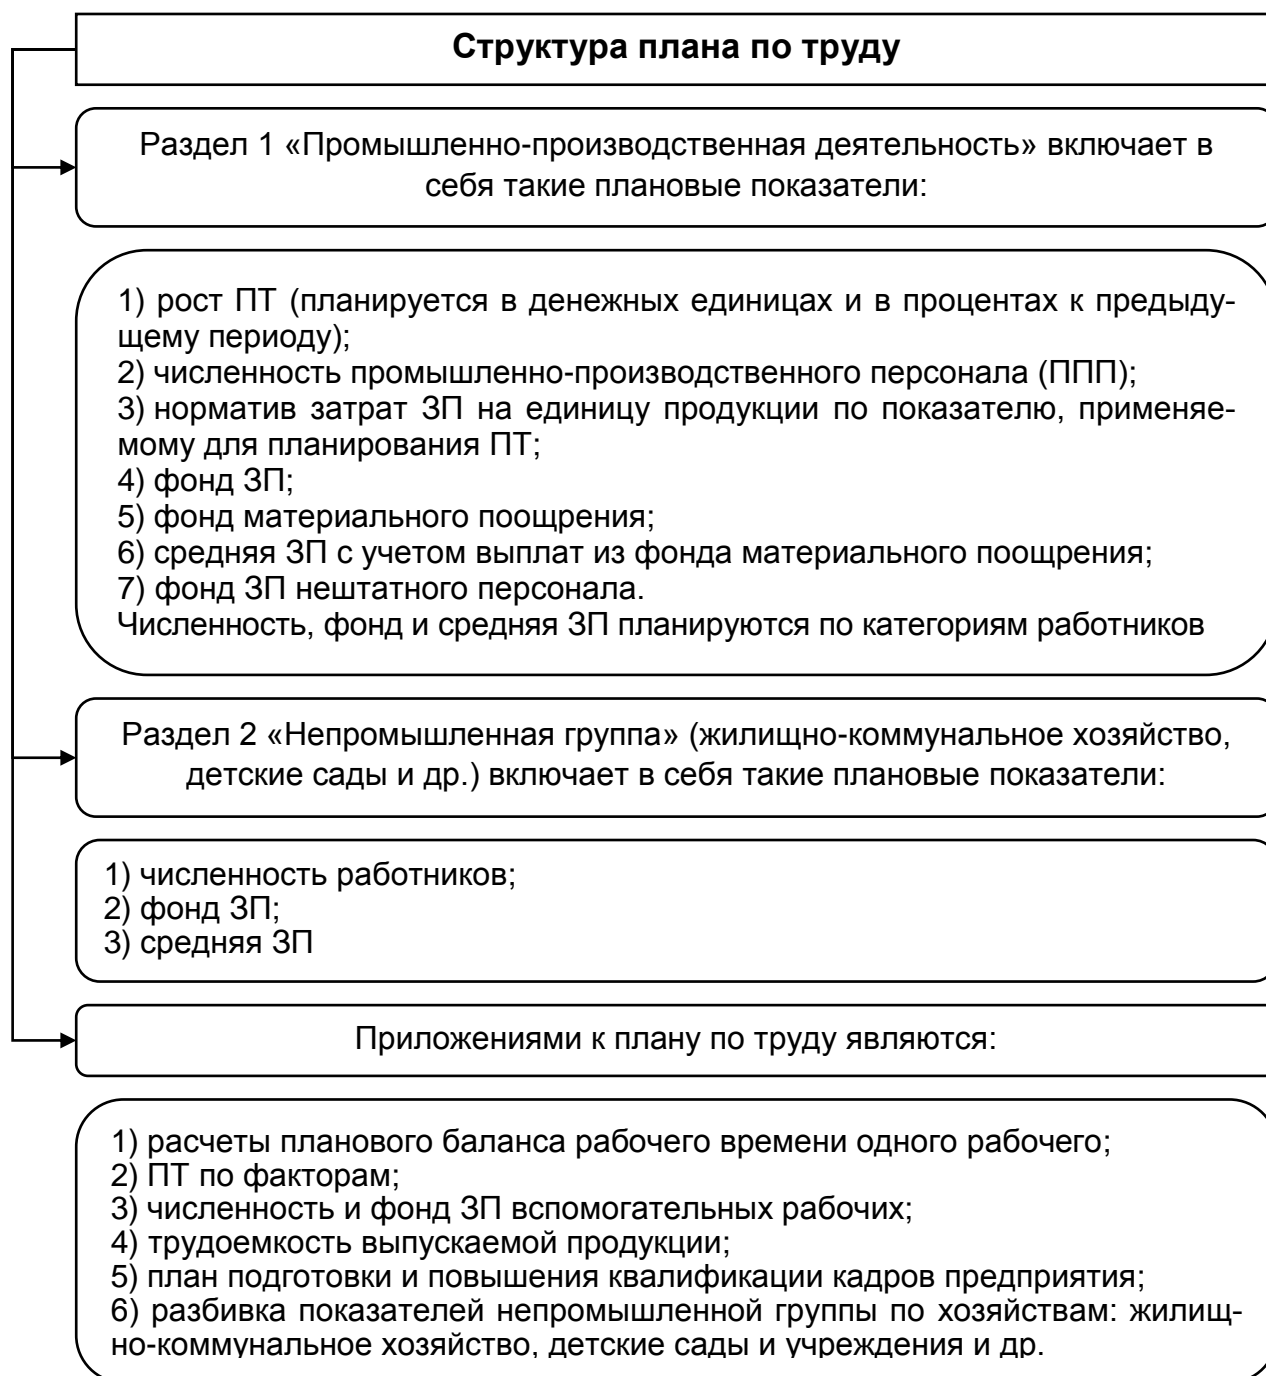 Структура плана по труду
Раздел 1 «Промышленно-производственная деятельность» включает в
себя такие плановые показатели:
1) рост ПТ (планируется в денежных единицах и в процентах к предыду-
щему периоду);
2) численность промышленно-производственного персонала (ППП);
3) норматив затрат ЗП на единицу продукции по показателю, применяе-
мому для планирования ПТ;
4) фонд ЗП;
5) фонд материального поощрения;
6) средняя ЗП с учетом выплат из фонда материального поощрения;
7) фонд ЗП нештатного персонала.
Численность, фонд и средняя ЗП планируются по категориям работников
Раздел 2 «Непромышленная группа» (жилищно-коммунальное хозяйство,
детские сады и др.) включает в себя такие плановые показатели:
1) численность работников;
2) фонд ЗП;
3) средняя ЗП
Приложениями к плану по труду являются:
1) расчеты планового баланса рабочего времени одного рабочего;
2) ПТ по факторам;
3) численность и фонд ЗП вспомогательных рабочих;
4) трудоемкость выпускаемой продукции;
5) план подготовки и повышения квалификации кадров предприятия;
6) разбивка показателей непромышленной группы по хозяйствам: жилищ-
но-коммунальное хозяйство, детские сады и учреждения и др.